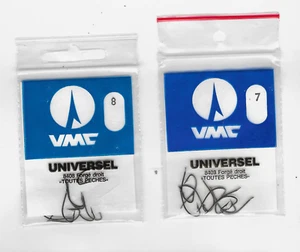 8
VMC
UNIVERSEL
8408 Forgé droit
«TOUTES PECHES»
7
VMC
UNIVERSEL
8408 Forgé droit
«TOUTES PECHES»